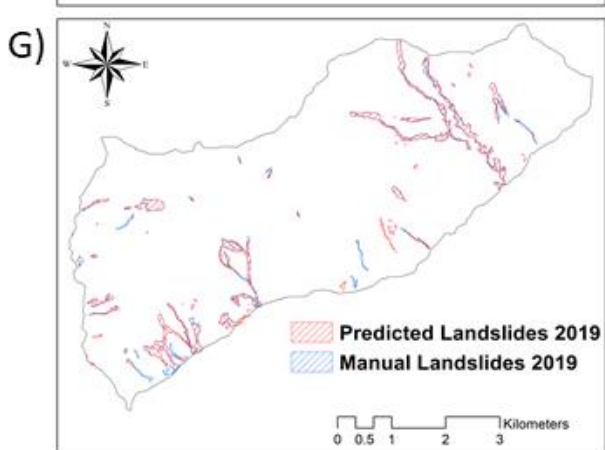 G)
N
W E
S
Predicted Landslides 2019
Manual Landslides 2019
Kilometers
0 0.5 1 2 3